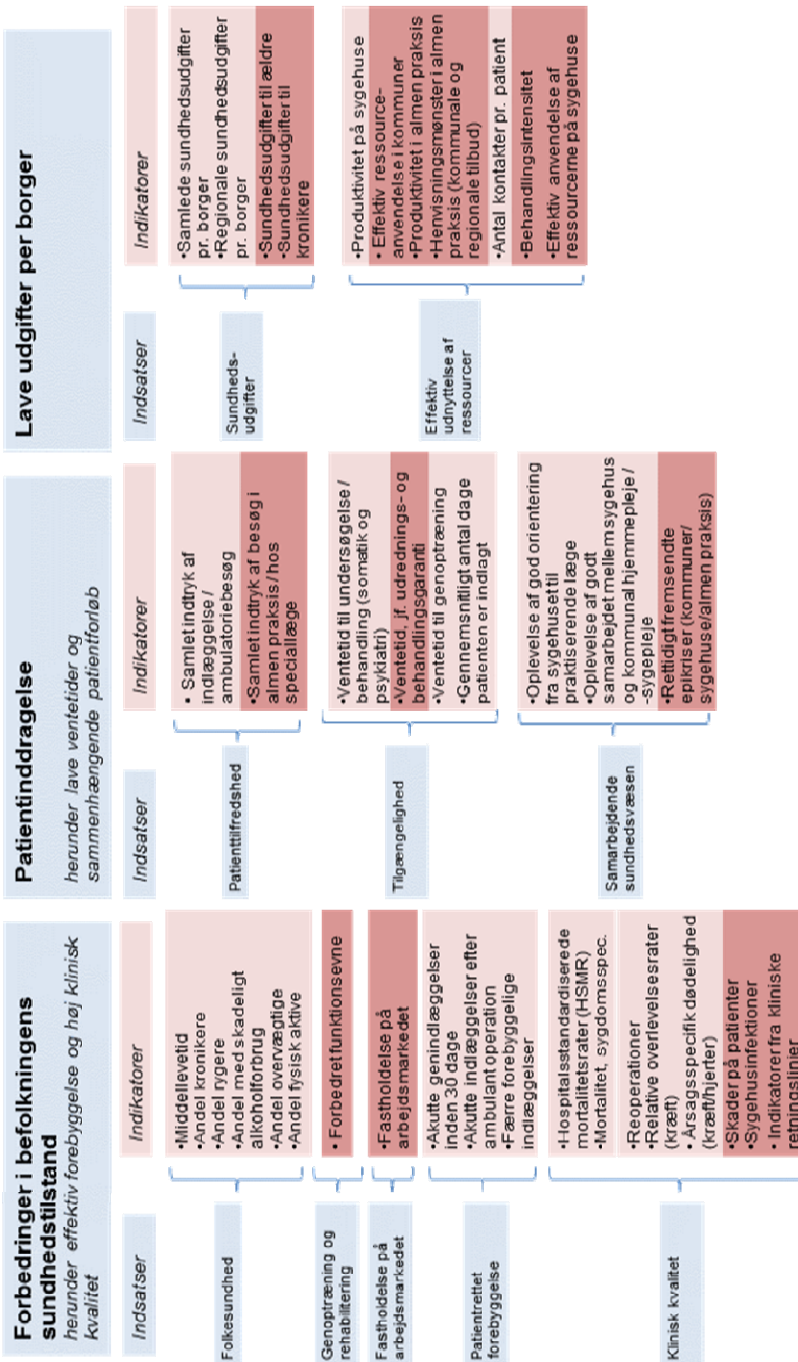 Forbedringer i befolkningens
sundhedstilstand
herunder effektiv forebyggelse og høj klinisk
kvalitet
Indsatser
Indikatorer
Folkesundhed
•Middellevetid
•Andel kronikere
•Andel rygere
•Andel med skadeligt
alkoholforbrug
•Andel overvægtige
•Andel fysisk aktive
Genoptræning og
rehabilitering
• Forbedret funktionsevne
Fastholdelse på
arbejdsmarkedet
•Fastholdelse på
arbejdsmarkedet
Patientrettet
forebyggelse
•Akutte genindlæggelser
inden 30 dage
•Akutte indlæggelser efter
ambulant operation
•Færre forebyggelige
indlæggelser
Klinisk kvalitet
•Hospitalsstandardiserede
mortalitetsrater (HSMR)
•Mortalitet, sygdomsspec.
•Reoperationer
•Relative overlevelsesrater
(kræft)
• Årsagsspecifik dødelighed
(kræft/hjerter)
•Skader på patienter
•Sygehusinfektioner
• Indikatorer fra kliniske
retningslinier
Patientinddragelse
herunder lave ventetider og
sammenhængende patientforløb
Indsatser
Indikatorer
Patienttilfredshed
• Samlet indtryk af
indlæggelse /
ambulatoriebesøg
•Samlet indtryk af besøg i
almen praksis / hos
speciallæge
Tilgængelighed
•Ventetid til undersøgelse /
behandling (somatik og
psykiatri)
•Ventetid, jf. udrednings- og
behandlingsgaranti
•Ventetid til genoptræning
•Gennemsnitligt antal dage
patienten er indlagt
Samarbejdende
sundhedsvæsen
•Oplevelse af god orientering
fra sygehuset til
praktiserende læge
•Oplevelse af godt
samarbejdet mellem sygehus
og kommunal hjemmepleje /
-sygepleje
•Rettidigt fremsendte
epikriser (kommuner/
sygehuse/almen praksis)
Lave udgifter per borger
Indsatser
Indikatorer
Sundheds-
udgifter
•Samlede sundhedsudgifter
pr. borger
•Regionale sundhedsudgifter
pr. borger
•Sundhedsudgifter til ældre
•Sundhedsudgifter til
kronikere
Effektiv
udnyttelse af
ressourcer
•Produktivitet på sygehuse
• Effektiv ressource-
anvendelse i kommuner
•Produktivitet i almen praksis
•Henvisningsmønster i almen
praksis (kommunale og
regionale tilbud)
•Antal kontakter pr. patient
•Behandlingsintensitet
•Effektiv anvendelse af
ressourcerne på sygehuse